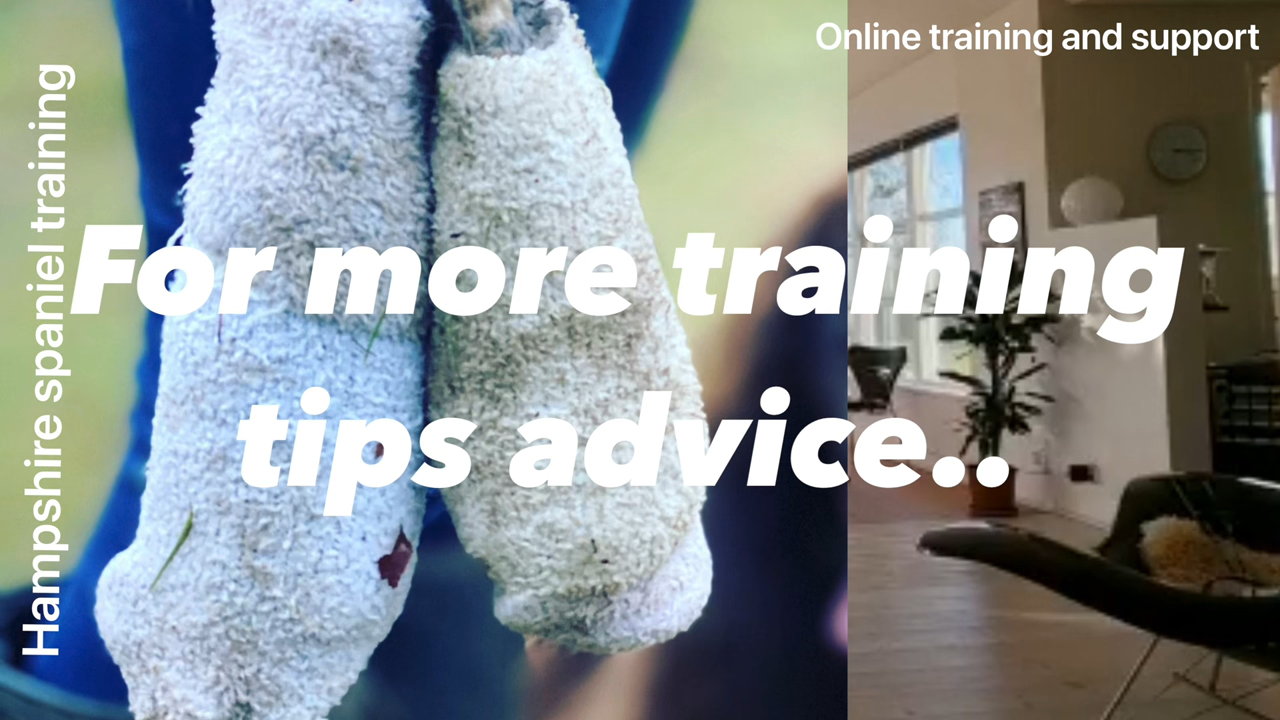 Online training and support
Hampshire spaniel training
For more training
tips advice..